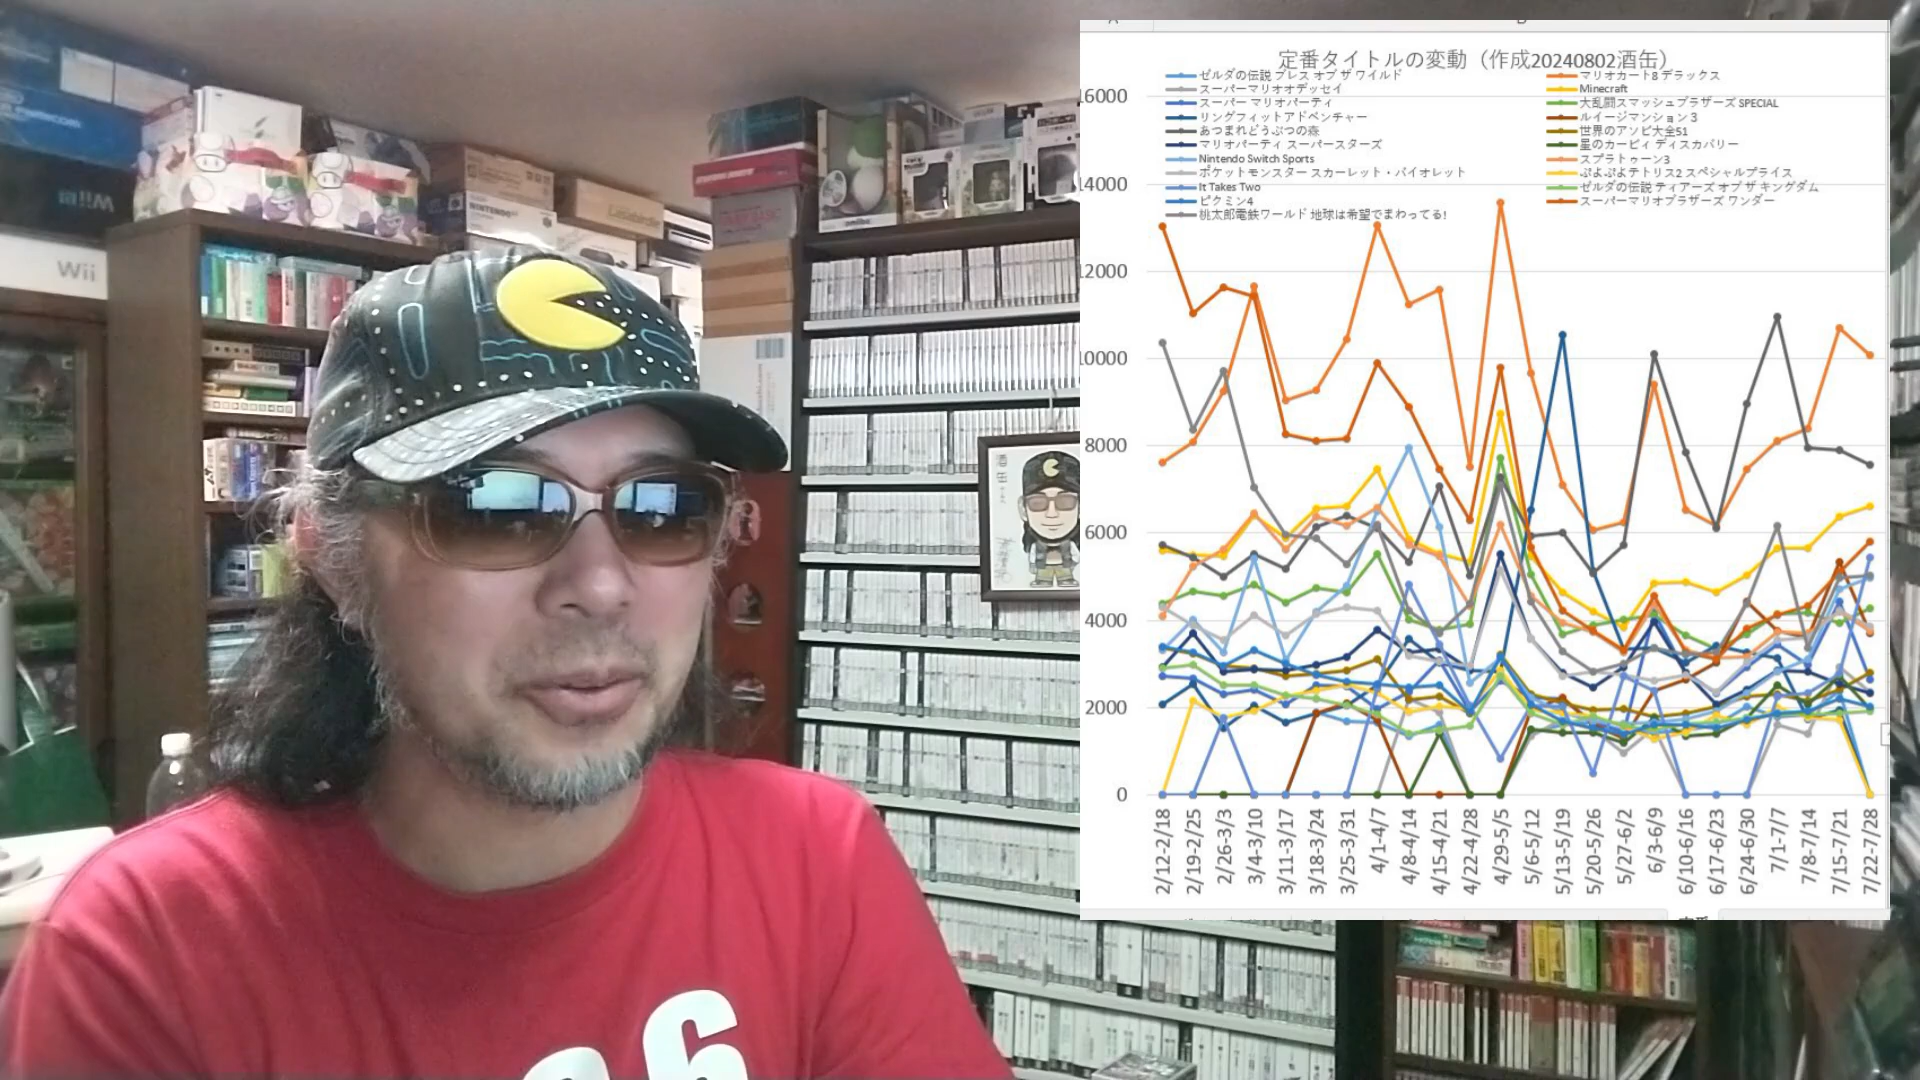 定番タイトルの変動（作成20240802酒缶）
ゼルダの伝説 ブレス オブ ザ ワイルド
マリオカート8 デラックス
スーパーマリオオデッセイ
Minecraft
スーパー マリオパーティ
大乱闘スマッシュブラザーズ SPECIAL
リングフィットアドベンチャー
ルイージマンション3
あつまれどうぶつの森
世界のアソビ大全51
マリオパーティ スーパースターズ
星のカービィ ディスカバリー
Nintendo Switch Sports
スプラトゥーン3
ポケットモンスター スカーレット・バイオレット
ぷよぷよテトリス2 スペシャルプライス
It Takes Two
ゼルダの伝説 ティアーズ オブ ザ キングダム
ピクミン4
スーパーマリオブラザーズ ワンダー
桃太郎電鉄ワールド 地球は希望でまわってる!
16000
14000
12000
10000
8000
6000
4000
2000
0
2/12-2/18
2/19-2/25
2/26-3/3
3/4-3/10
3/11-3/17
3/18-3/24
3/25-3/31
4/1-4/7
4/8-4/14
4/15-4/21
4/22-4/28
4/29-5/5
5/6-5/12
5/13-5/19
5/20-5/26
5/27-6/2
6/3-6/9
6/10-6/16
6/17-6/23
6/24-6/30
7/1-7/7
7/8-7/14
7/15-7/21
7/22-7/28
Wii
Wii U
NINTENDO
amiibo
6